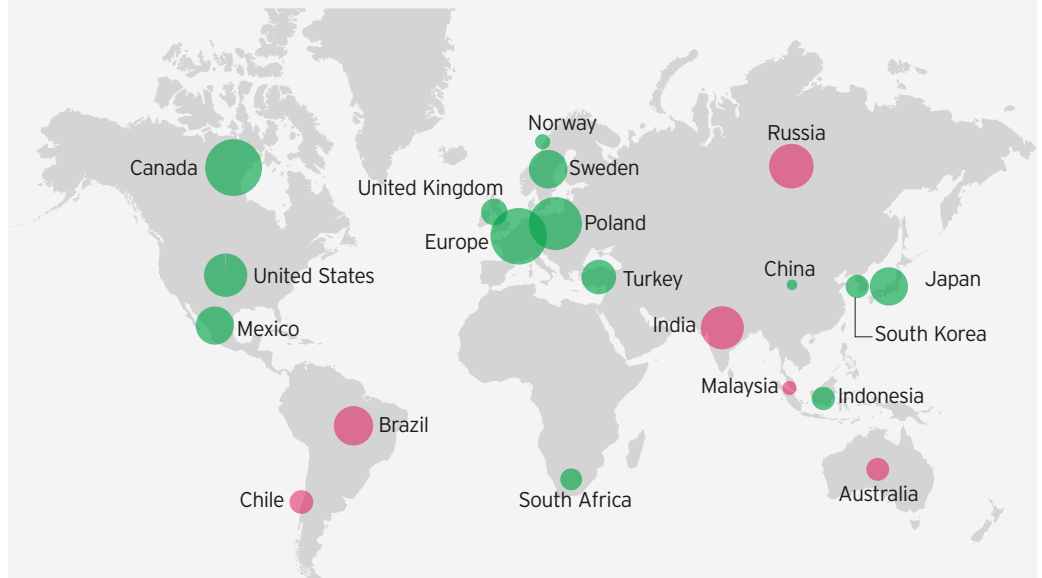 Norway
Russia
Canada
Sweden
United Kingdom
Poland
Europe
China
United States
Turkey
Japan
India
Mexico
South Korea
Malaysia
Indonesia
Brazil
Chile
South Africa
Australia